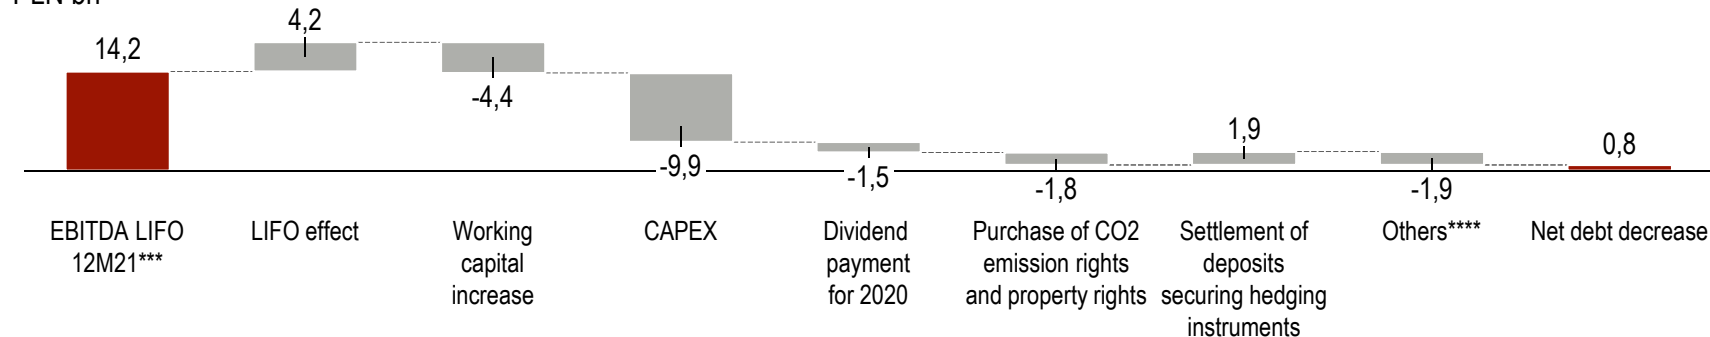 PLN bn
14,2
4,2
-4,4
-9,9
-1,5
-1,8
1,9
-1,9
0,8
EBITDA LIFO
12M21***
LIFO effect
Working
capital
increase
CAPEX
Dividend
payment
for 2020
Purchase of CO2
emission rights
and property rights
Settlement of
deposits
securing hedging
instruments
Others****
Net debt decrease